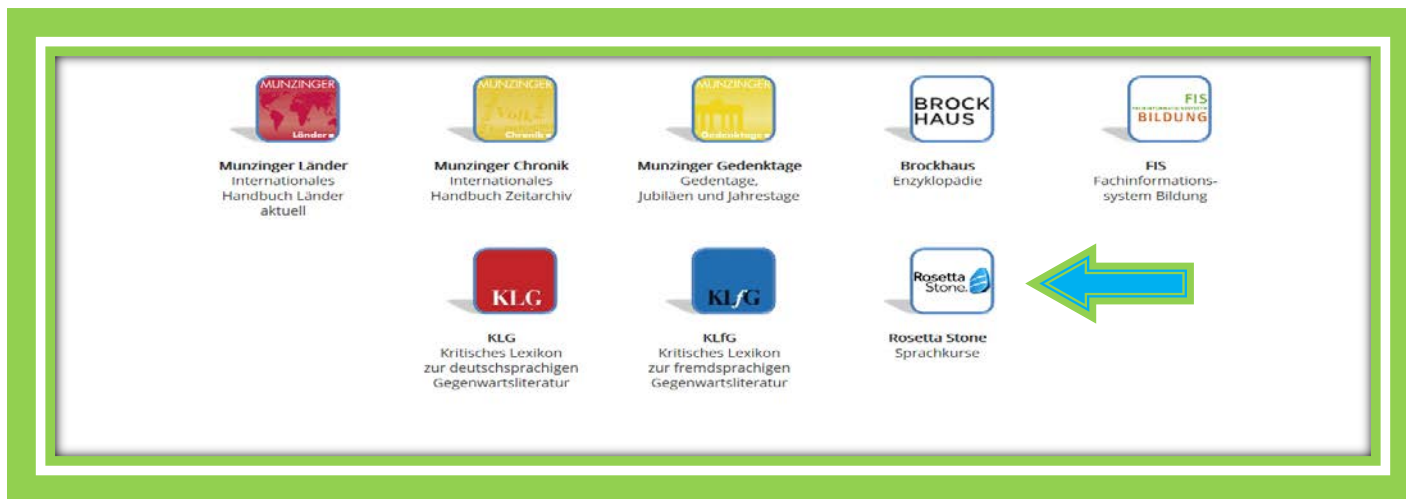 MUNZINGER
Länder
MUNZINGER
Chronik
MUNZINGER
Gedenktage
BROCK
HAUS
FIS
BILDUNG
Munzinger Länder
Internationales
Handbuch Länder
aktuell
Munzinger Chronik
Internationales
Handbuch Zeitarchiv
Munzinger Gedenktage
Gedentage,
Jubiläen und Jahrestage
Brockhaus
Enzyklopädie
FIS
Fachinformations-
system Bildung
KLG
KLfG
Rosetta
Stone.
KLG
Kritisches Lexikon
zur deutschsprachigen
Gegenwartsliteratur
KLfG
Kritisches Lexikon
zur fremdsprachigen
Gegenwartsliteratur
Rosetta Stone
Sprachkurse